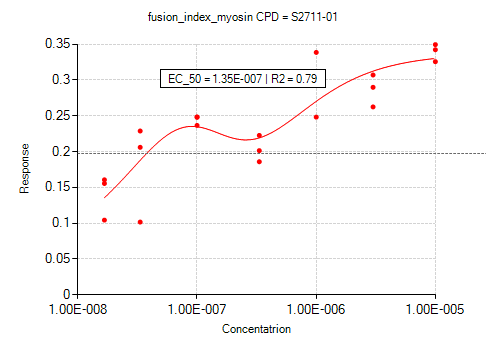 fusion_index_myosin CPD = S2711-01
0.35
EC_50 = 1.35E-007 | R2 = 0.79
0.3
0.25
0.2
0.15
0.1
0.05
0
Response
1.00E-008 1.00E-007 1.00E-006 1.00E-005
Concentatrion